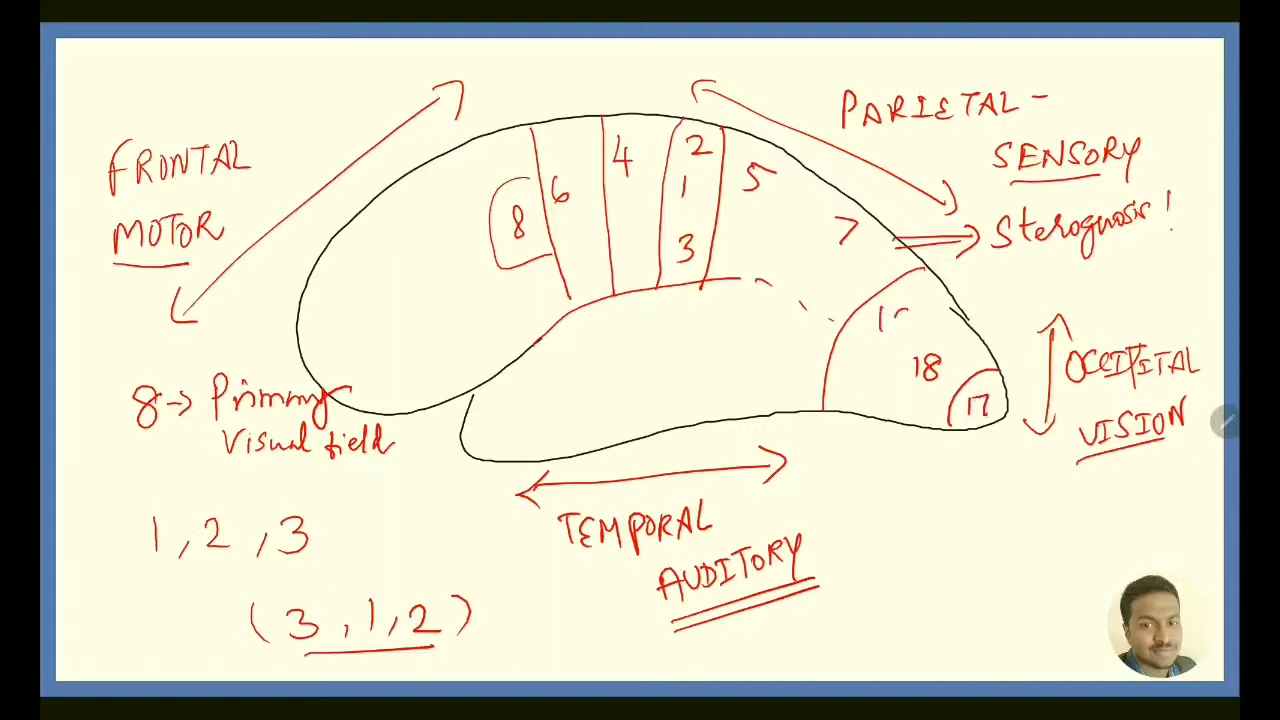 FRONTAL
MOTOR
PARIETAL -
SENSORY
Sterognosis!
2
4
1
5
6
8
3
7
18
17
OCCIPITAL
VISION
8 → Primary
visual field
TEMPORAL
AUDITORY
1, 2, 3
(3, 1, 2)